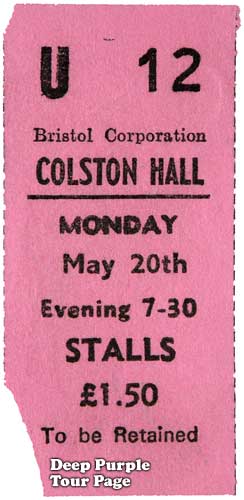 U 12
Bristol Corporation
COLSTON HALL
MONDAY
May 20th
Evening 7-30
STALLS
£1.50
To be Retained
Deep Purple
Tour Page